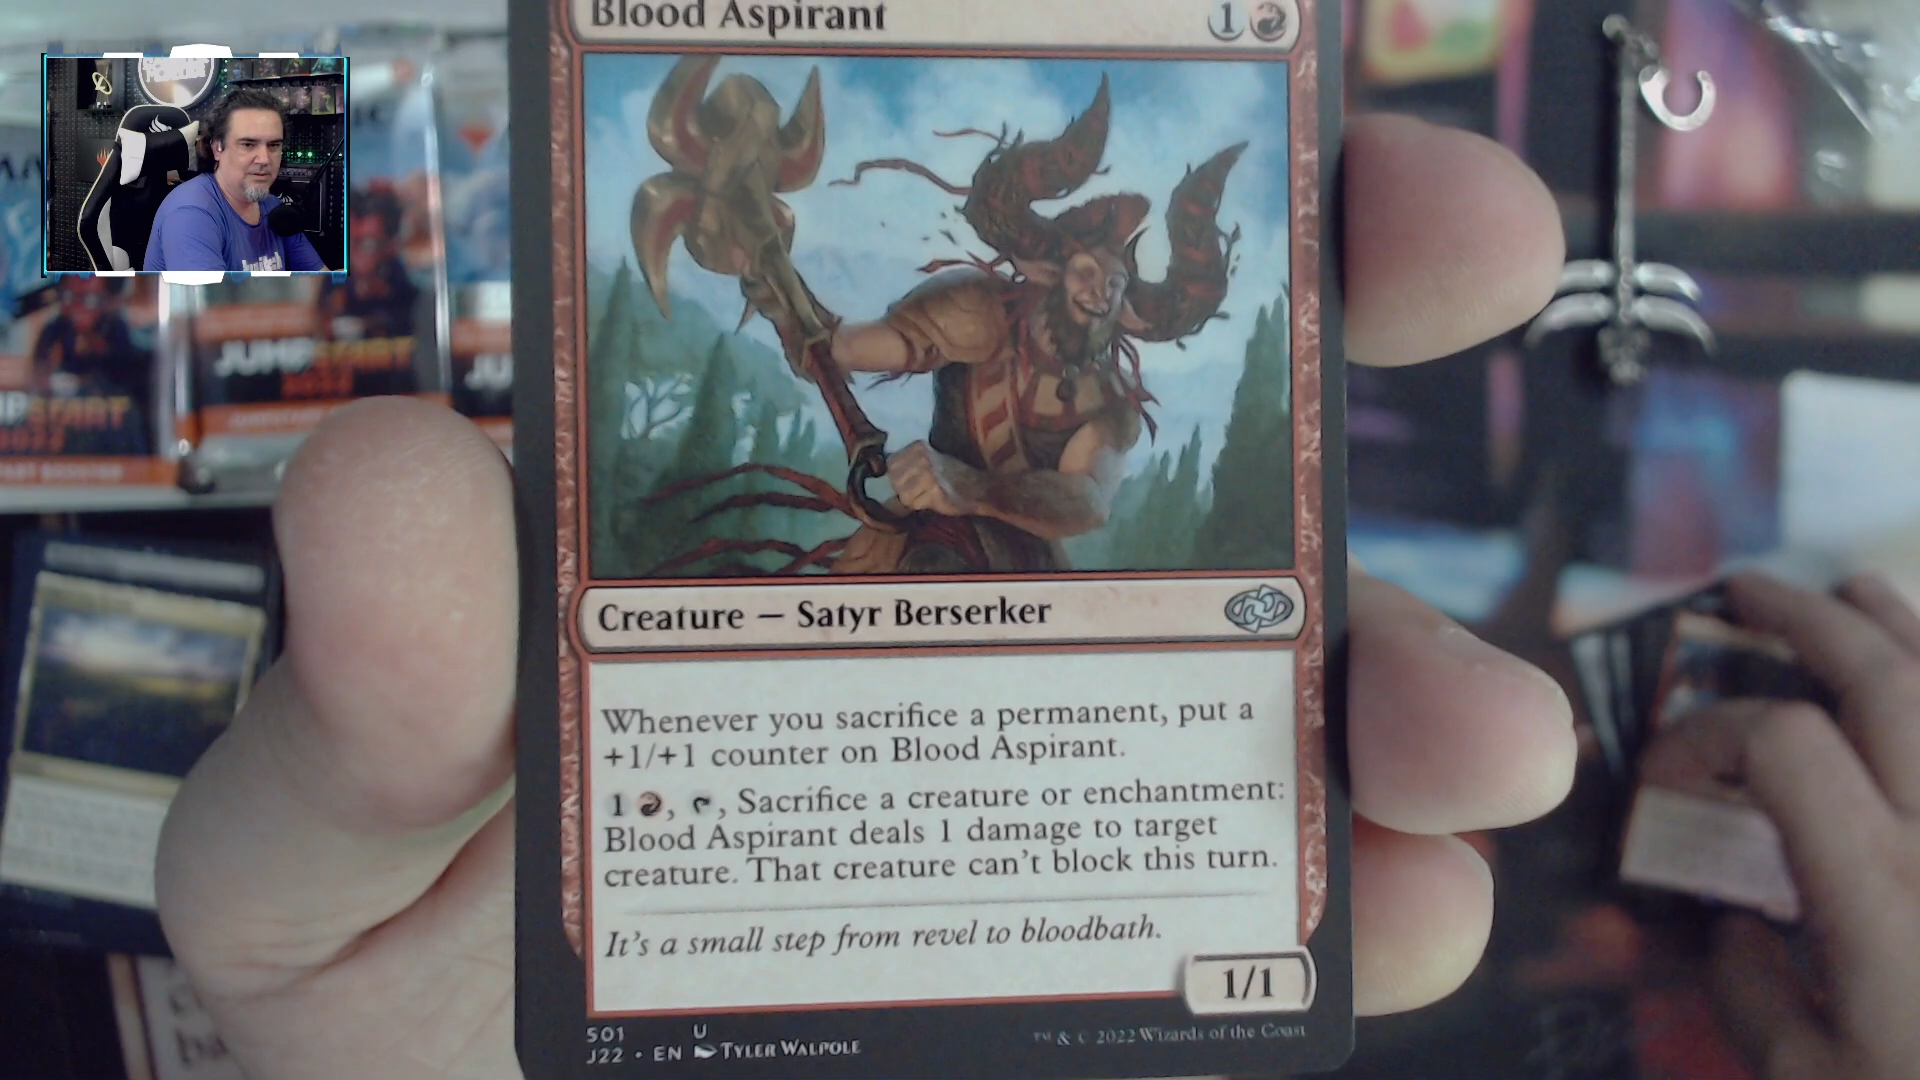 Blood Aspirant
1
Creature — Satyr Berserker
Whenever you sacrifice a permanent, put a
+1/+1 counter on Blood Aspirant.
1 , , Sacrifice a creature or enchantment:
Blood Aspirant deals 1 damage to target
creature. That creature can't block this turn.
It's a small step from revel to bloodbath.
1/1
501 U
J22 • EN TYLER WALPOLE
™ & © 2022 Wizards of the Coast
JUMPSTART
2022